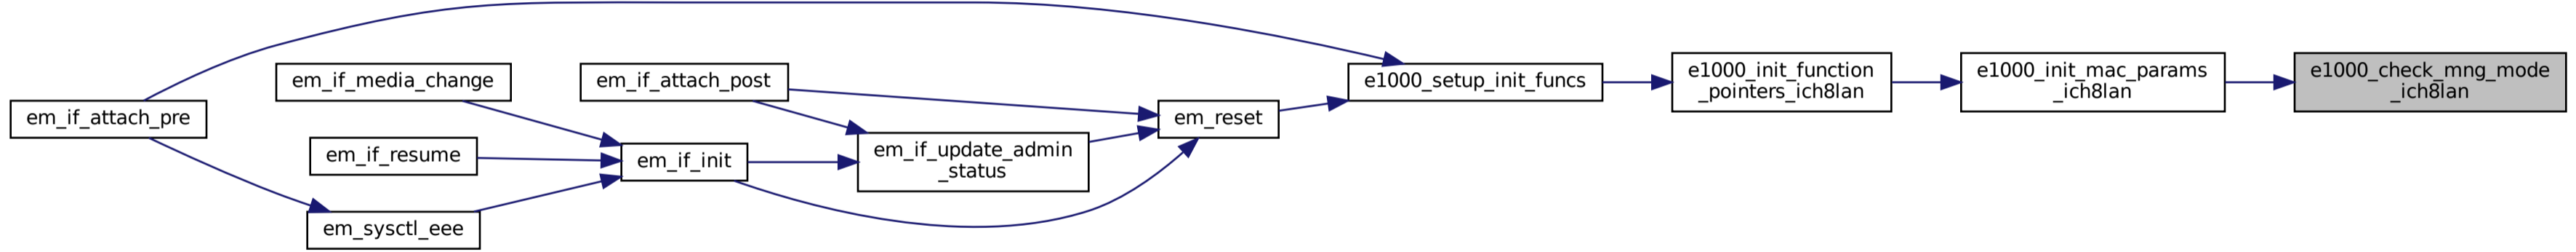 em_if_attach_pre
em_if_media_change
em_if_resume
em_sysctl_eee
em_if_attach_post
em_if_init
em_if_update_admin
_status
em_reset
e1000_setup_init_funcs
e1000_init_function
_pointers_ich8lan
e1000_init_mac_params
_ich8lan
e1000_check_mng_mode
_ich8lan